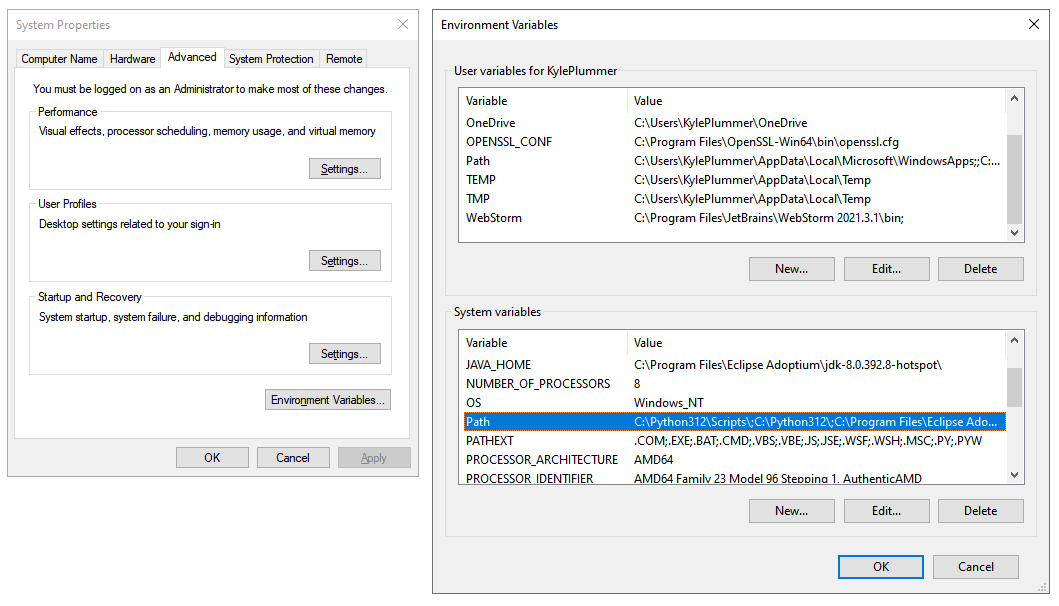 System Properties
Computer Name Hardware Advanced System Protection Remote
You must be logged on as an Administrator to make most of these changes.
Performance
Visual effects, processor scheduling, memory usage, and virtual memory
Settings...
User Profiles
Desktop settings related to your sign-in
Settings...
Startup and Recovery
System startup, system failure, and debugging information
Settings...
Environment Variables...
OK Cancel Apply
Environment Variables
User variables for KylePlummer
Variable Value
OneDrive C:\Users\KylePlummer\OneDrive
OPENSSL_CONF C:\Program Files\OpenSSL-Win64\bin\openssl.cfg
Path C:\Users\KylePlummer\AppData\Local\Microsoft\WindowsApps;;C:...
TEMP C:\Users\KylePlummer\AppData\Local\Temp
TMP C:\Users\KylePlummer\AppData\Local\Temp
WebStorm C:\Program Files\JetBrains\WebStorm 2021.3.1\bin;
New... Edit... Delete
System variables
Variable Value
JAVA_HOME C:\Program Files\Eclipse Adoptium\jdk-8.0.392.8-hotspot\
NUMBER_OF_PROCESSORS 8
OS Windows_NT
Path C:\Python312\Scripts\;C:\Python312\;C:\Program Files\Eclipse Ado...
PATHEXT .COM;.EXE;.BAT;.CMD;.VBS;.VBE;.JS;.JSE;.WSF;.WSH;.MSC;.PY;.PYW
PROCESSOR_ARCHITECTURE AMD64
PROCESSOR_IDENTIFIER AMD64 Family 23 Model 96 Stepping 1, AuthenticAMD
New... Edit... Delete
OK Cancel